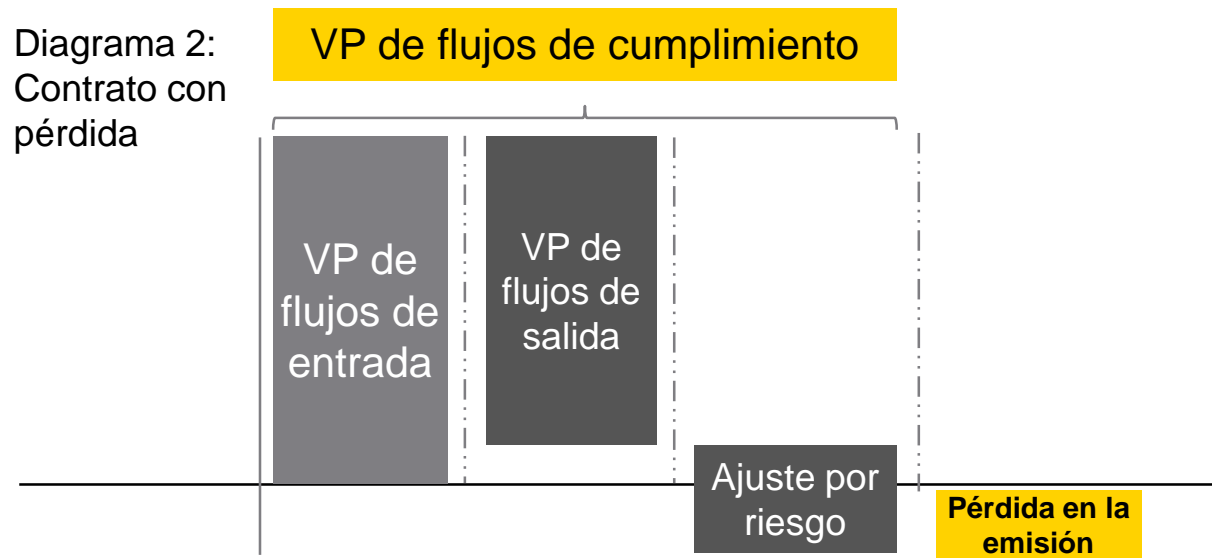 Diagrama 2:
Contrato con
pérdida
VP de flujos de cumplimiento
VP de
flujos de
entrada
VP de
flujos de
salida
Ajuste por
riesgo
Pérdida en la
emisión